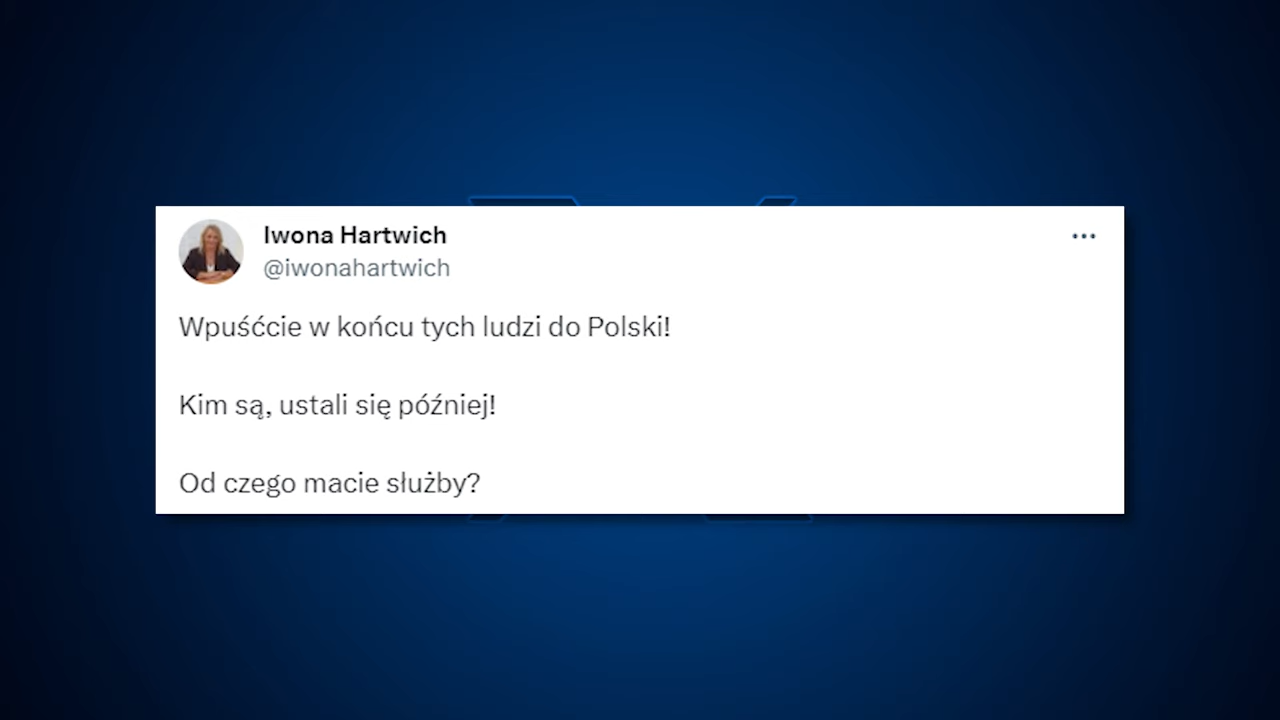 Iwona Hartwich
@iwonahartwich
Wpuśćcie w końcu tych ludzi do Polski!
Kim są, ustali się później!
Od czego macie służby?